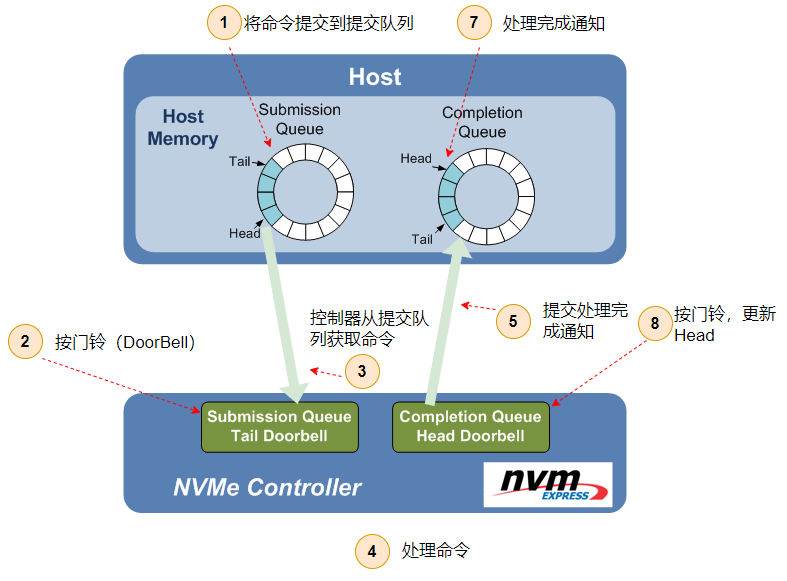 1 将命令提交到提交队列
7 处理完成通知
Host
Host
Memory
Submission
Queue
Completion
Queue
Tail
Head
Head
Tail
2 按门铃（DoorBell）
控制器从提交队
列获取命令
3
5 提交处理完
成通知
8 按门铃，更新
Head
Submission Queue
Tail Doorbell
Completion Queue
Head Doorbell
NVMe Controller
nvm
EXPRESS
4 处理命令